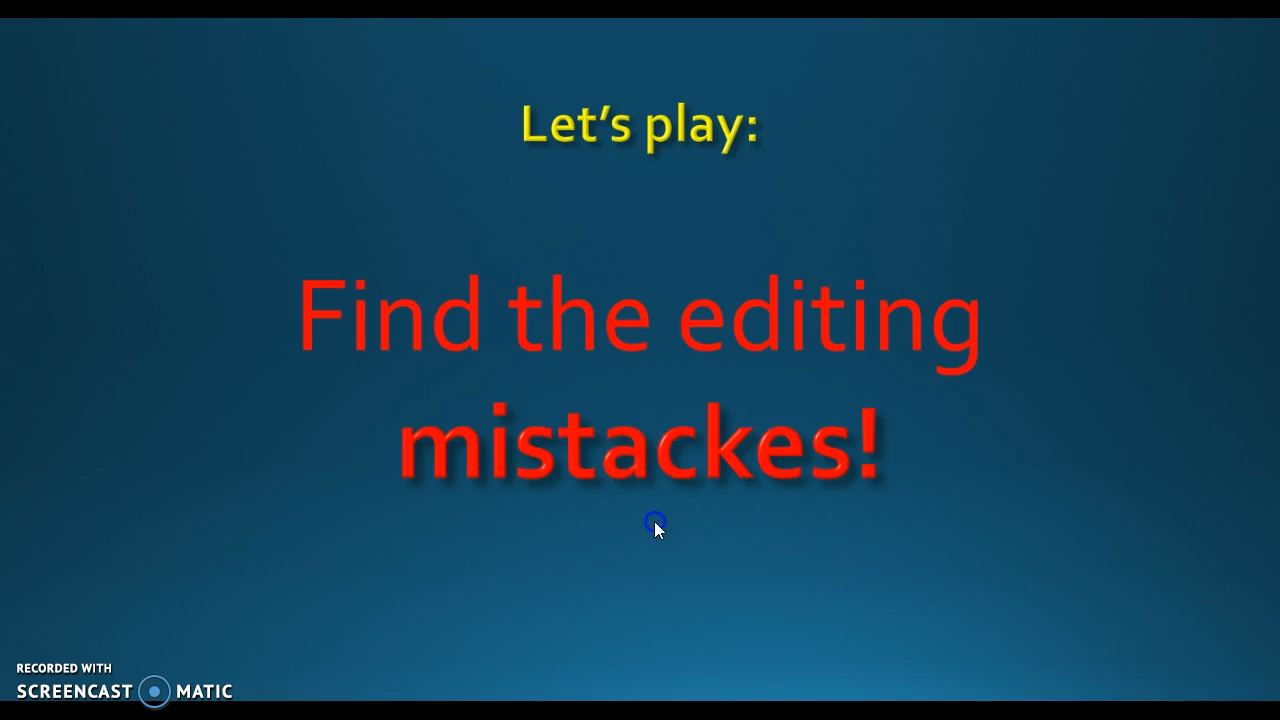 Let’s play:
Find the editing
mistackes!
RECORDED WITH
SCREENCAST MATIC